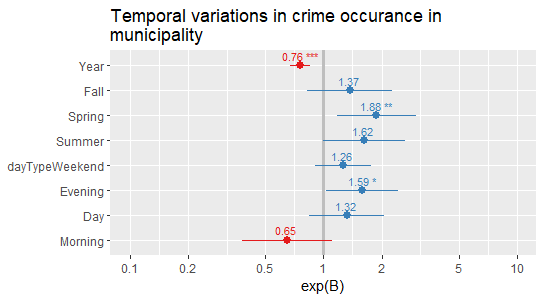 Temporal variations in crime occurance in
municipality
Year
0.76 ***
Fall
1.37
Spring
1.88 **
Summer
1.62
dayTypeWeekend
1.26
Evening
1.59 *
Day
1.32
Morning
0.65
0.1 0.2 0.5 1 2 5 10
exp(B)